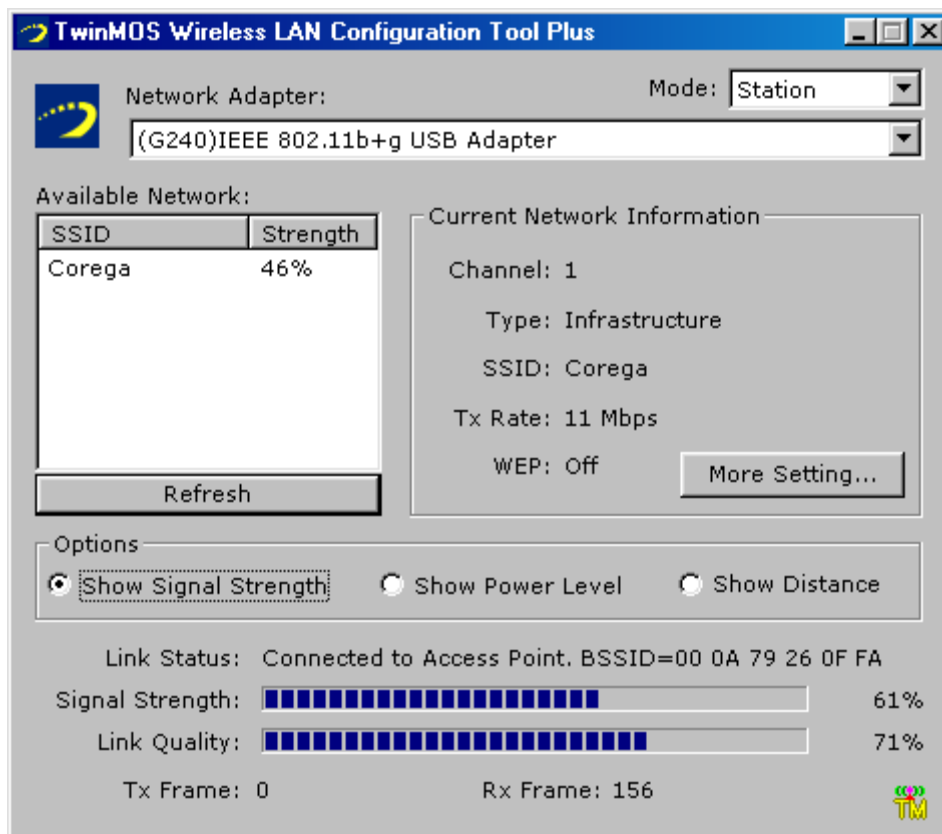 TwinMOS Wireless LAN Configuration Tool Plus
Mode: Station
Network Adapter:
(G240)IEEE 802.11b+g USB Adapter
Available Network:
SSID Strength
Corega 46%
Refresh
Current Network Information
Channel: 1
Type: Infrastructure
SSID: Corega
Tx Rate: 11 Mbps
WEP: Off
More Setting...
Options
Show Signal Strength Show Power Level Show Distance
Link Status: Connected to Access Point. BSSID=00 0A 79 26 0F FA
Signal Strength: 61%
Link Quality: 71%
Tx Frame: 0 Rx Frame: 156
TM